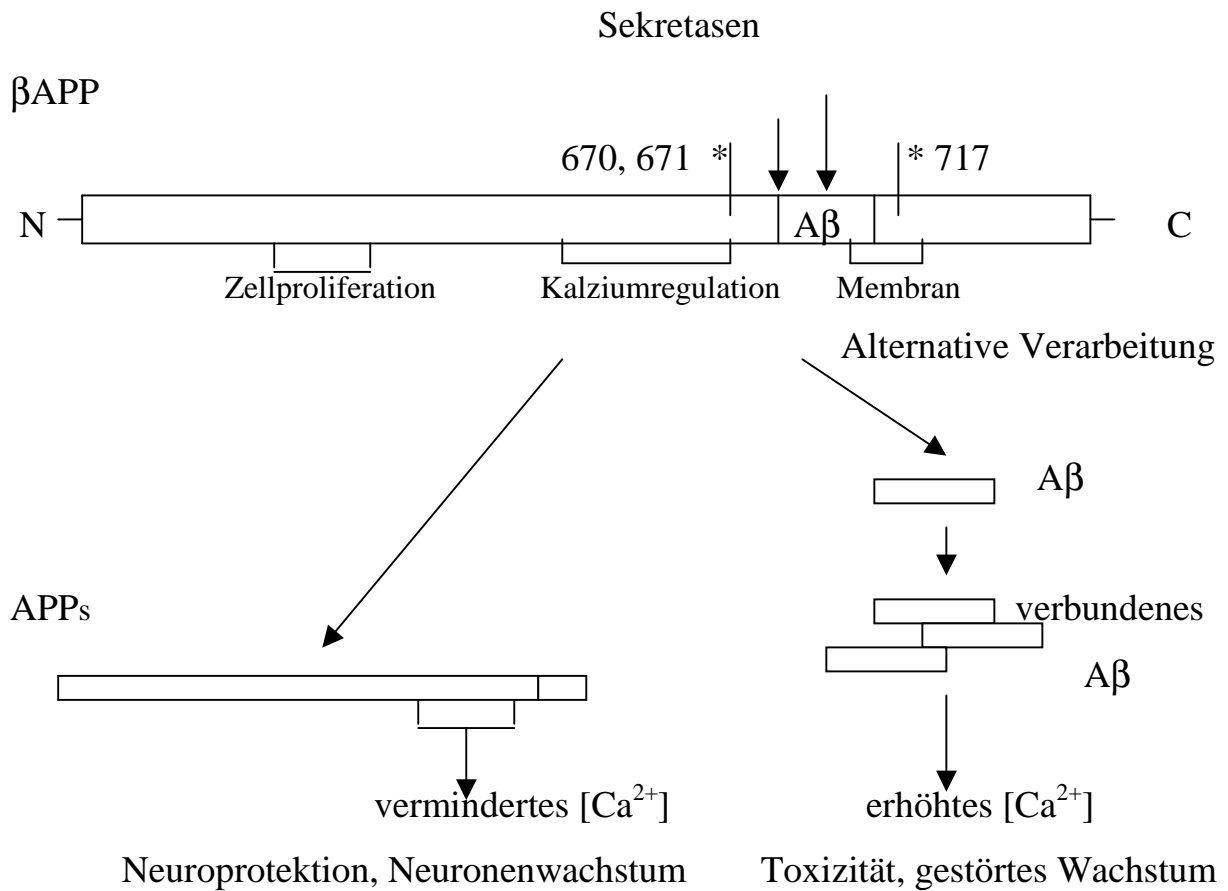 Sekretasen
βAPP
670, 671 * * 717
N Aβ C
Zellproliferation Kalziumregulation Membran
Alternative Verarbeitung
Aβ
APPs verbundenes
Aβ
vermindertes [Ca²⁺] erhöhtes [Ca²⁺]
Neuroprotektion, Neuronenwachstum Toxizität, gestörtes Wachstum